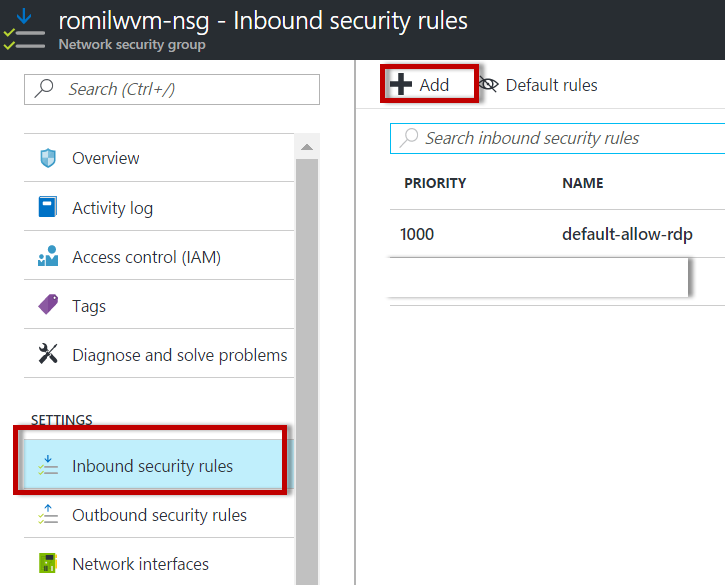 romilwvm-nsg - Inbound security rules
Network security group
Search (Ctrl+/)
Overview
Activity log
Access control (IAM)
Tags
Diagnose and solve problems
SETTINGS
Inbound security rules
Outbound security rules
Network interfaces
Add
Default rules
Search inbound security rules
PRIORITY NAME
1000 default-allow-rdp